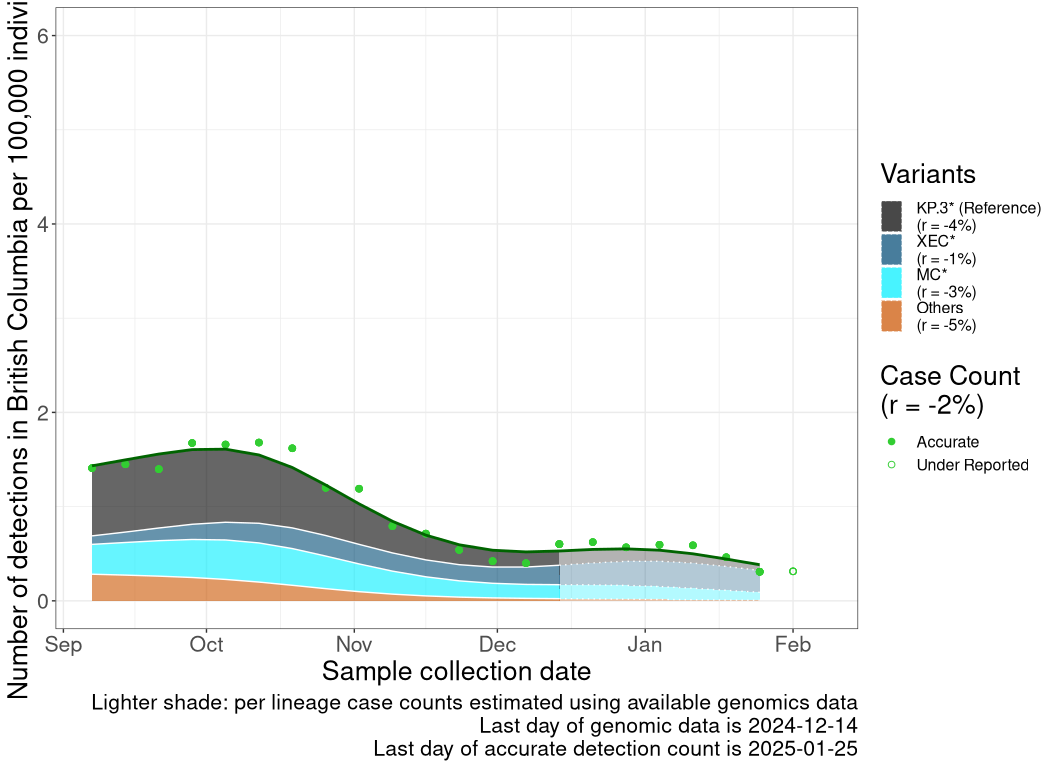 Number of detections in British Columbia per 100,000
6
4
2
0
Sep
Oct
Nov
Dec
Jan
Feb
Sample collection date
Lighter shade: per lineage case counts estimated using available genomics data
Last day of genomic data is 2024-12-14
Last day of accurate detection count is 2025-01-25
Variants
KP.3* (Reference)
(r = -4%)
XEC*
(r = -1%)
MC*
(r = -3%)
Others
(r = -5%)
Case Count
(r = -2%)
Accurate
Under Reported